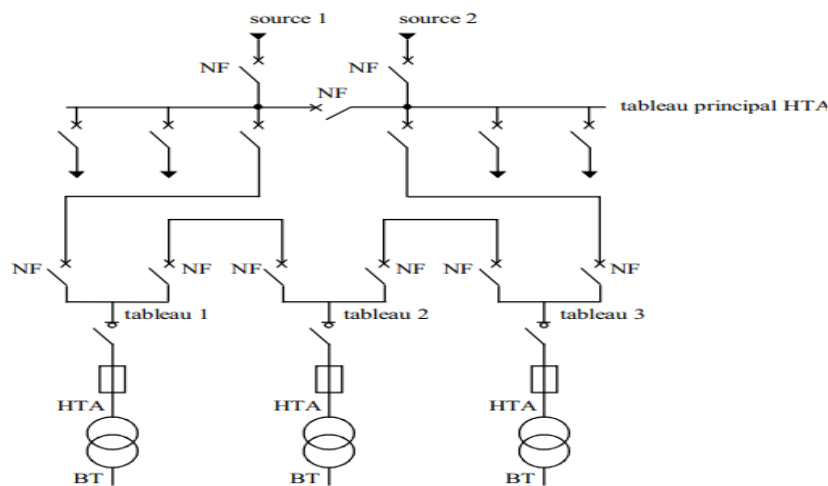 source 1
source 2
NF
NF
NF
tableau principal HTA
NF
NF
NF
NF
NF
NF
tableau 1
tableau 2
tableau 3
HTA
HTA
HTA
BT
BT
BT